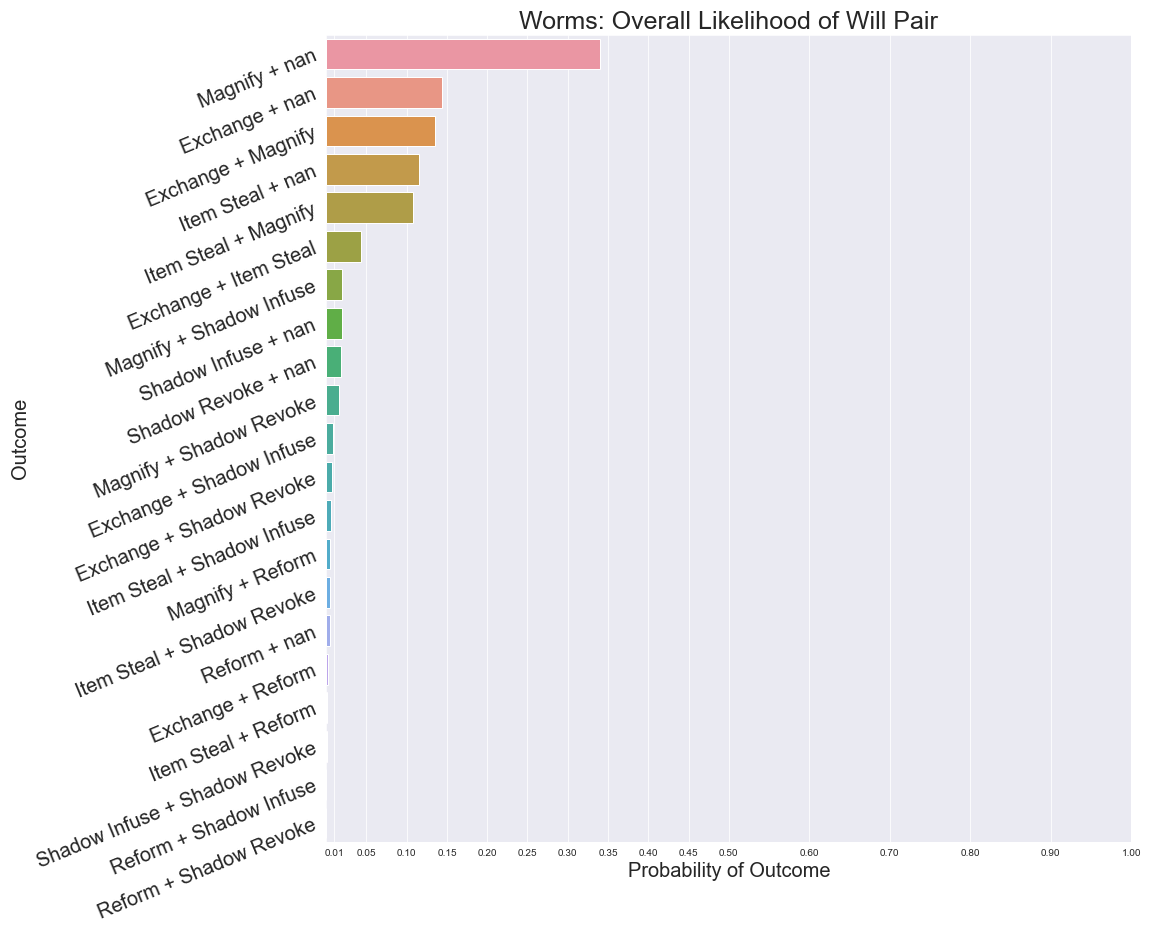 Worms: Overall Likelihood of Will Pair
Magnify + nan
Exchange + nan
Exchange + Magnify
Item Steal + nan
Item Steal + Magnify
Exchange + Item Steal
Magnify + Shadow Infuse
Shadow Infuse + nan
Shadow Revoke + nan
Magnify + Shadow Revoke
Exchange + Shadow Infuse
Exchange + Shadow Revoke
Item Steal + Shadow Infuse
Magnify + Reform
Item Steal + Shadow Revoke
Reform + nan
Exchange + Reform
Item Steal + Reform
Shadow Infuse + Shadow Revoke
Reform + Shadow Infuse
Reform + Shadow Revoke
Outcome
0.01 0.05 0.10 0.15 0.20 0.25 0.30 0.35 0.40 0.45 0.50 0.60 0.70 0.80 0.90 1.00
Probability of Outcome